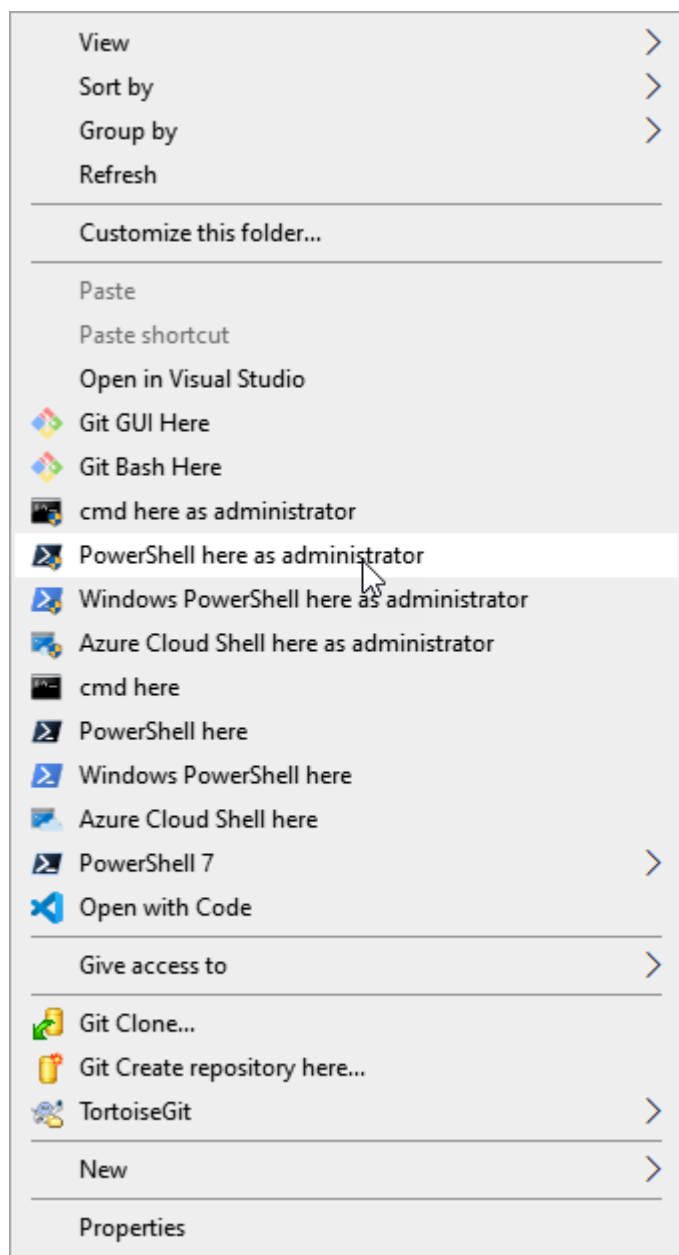 View
Sort by
Group by
Refresh
Customize this folder...
Paste
Paste shortcut
Open in Visual Studio
Git GUI Here
Git Bash Here
cmd here as administrator
PowerShell here as administrator
Windows PowerShell here as administrator
Azure Cloud Shell here as administrator
cmd here
PowerShell here
Windows PowerShell here
Azure Cloud Shell here
PowerShell 7
Open with Code
Give access to
Git Clone...
Git Create repository here...
TortoiseGit
New
Properties